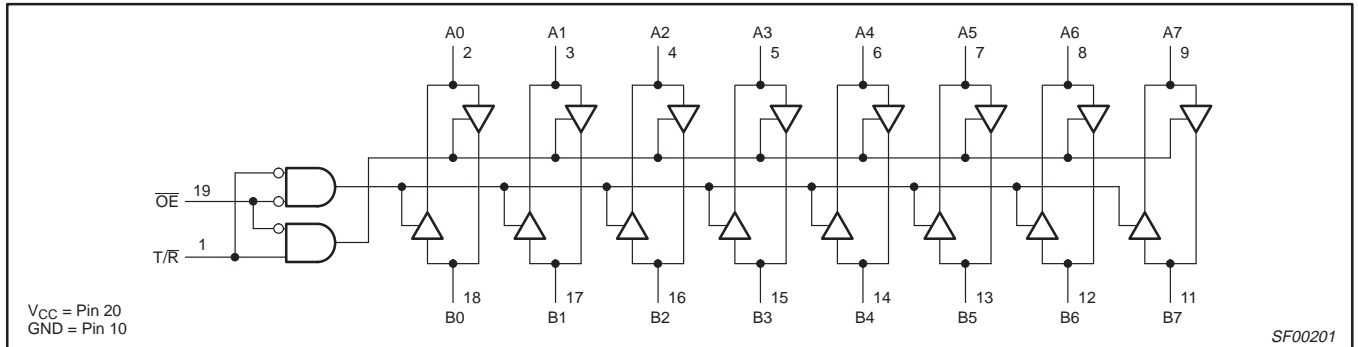 A0 A1 A2 A3 A4 A5 A6 A7
2 3 4 5 6 7 8 9
O̅E̅ 19
T/R̅ 1
18 17 16 15 14 13 12 11
B0 B1 B2 B3 B4 B5 B6 B7
VCC = Pin 20
GND = Pin 10
SF00201